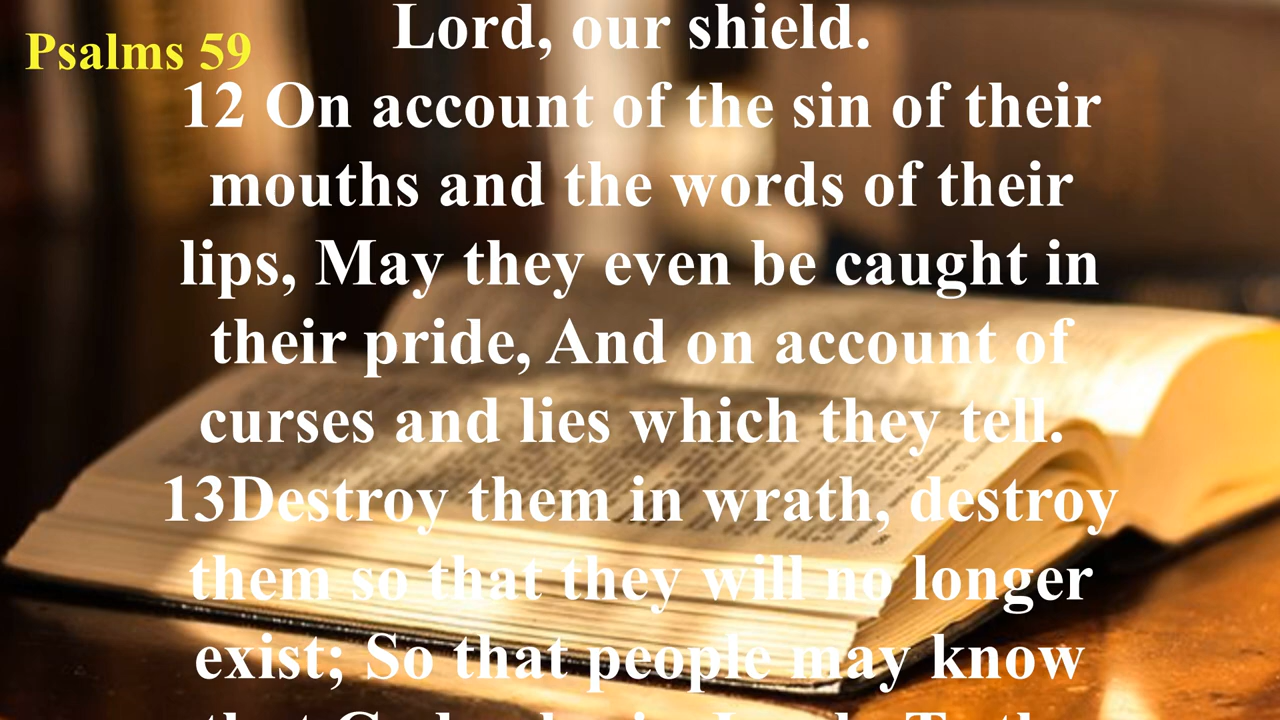 Psalms 59
Lord, our shield.
12 On account of the sin of their
mouths and the words of their
lips, May they even be caught in
their pride, And on account of
curses and lies which they tell.
13Destroy them in wrath, destroy
them so that they will no longer
exist; So that people may know